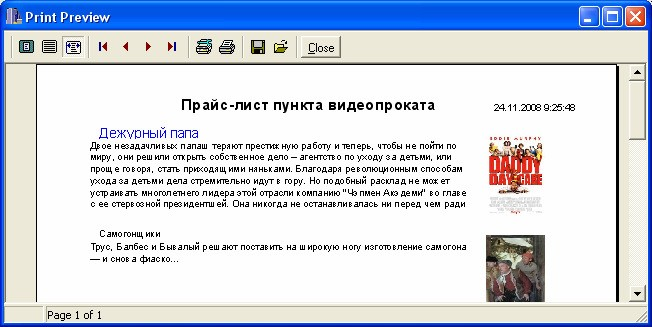 Print Preview
Close
Прайс-лист пункта видеопроката
24.11.2008 9:25:48
Дежурный папа
Двое незадачливых папаш теряют престижную работу и теперь, чтобы не пойти по
миру, они решили открыть собственное дело – агентство по уходу за детьми, или
проще говоря, стать приходящими няньками. Благодаря революционным способам
ухода за детьми дела стремительно идут в гору. Но подобный расклад не может
устраивать многолетнего лидера этой отрасли компанию "Чэпмен Акэдеми" во главе
с ее стервозной президентшей. Она никогда не останавливалась ни перед чем ради
EDDIE MURPHY
DADDY
DAY CARE
Самогонщики
Трус, Балбес и Бывалый решают поставить на широкую ногу изготовление самогона
— и снова фиаско...
Page 1 of 1